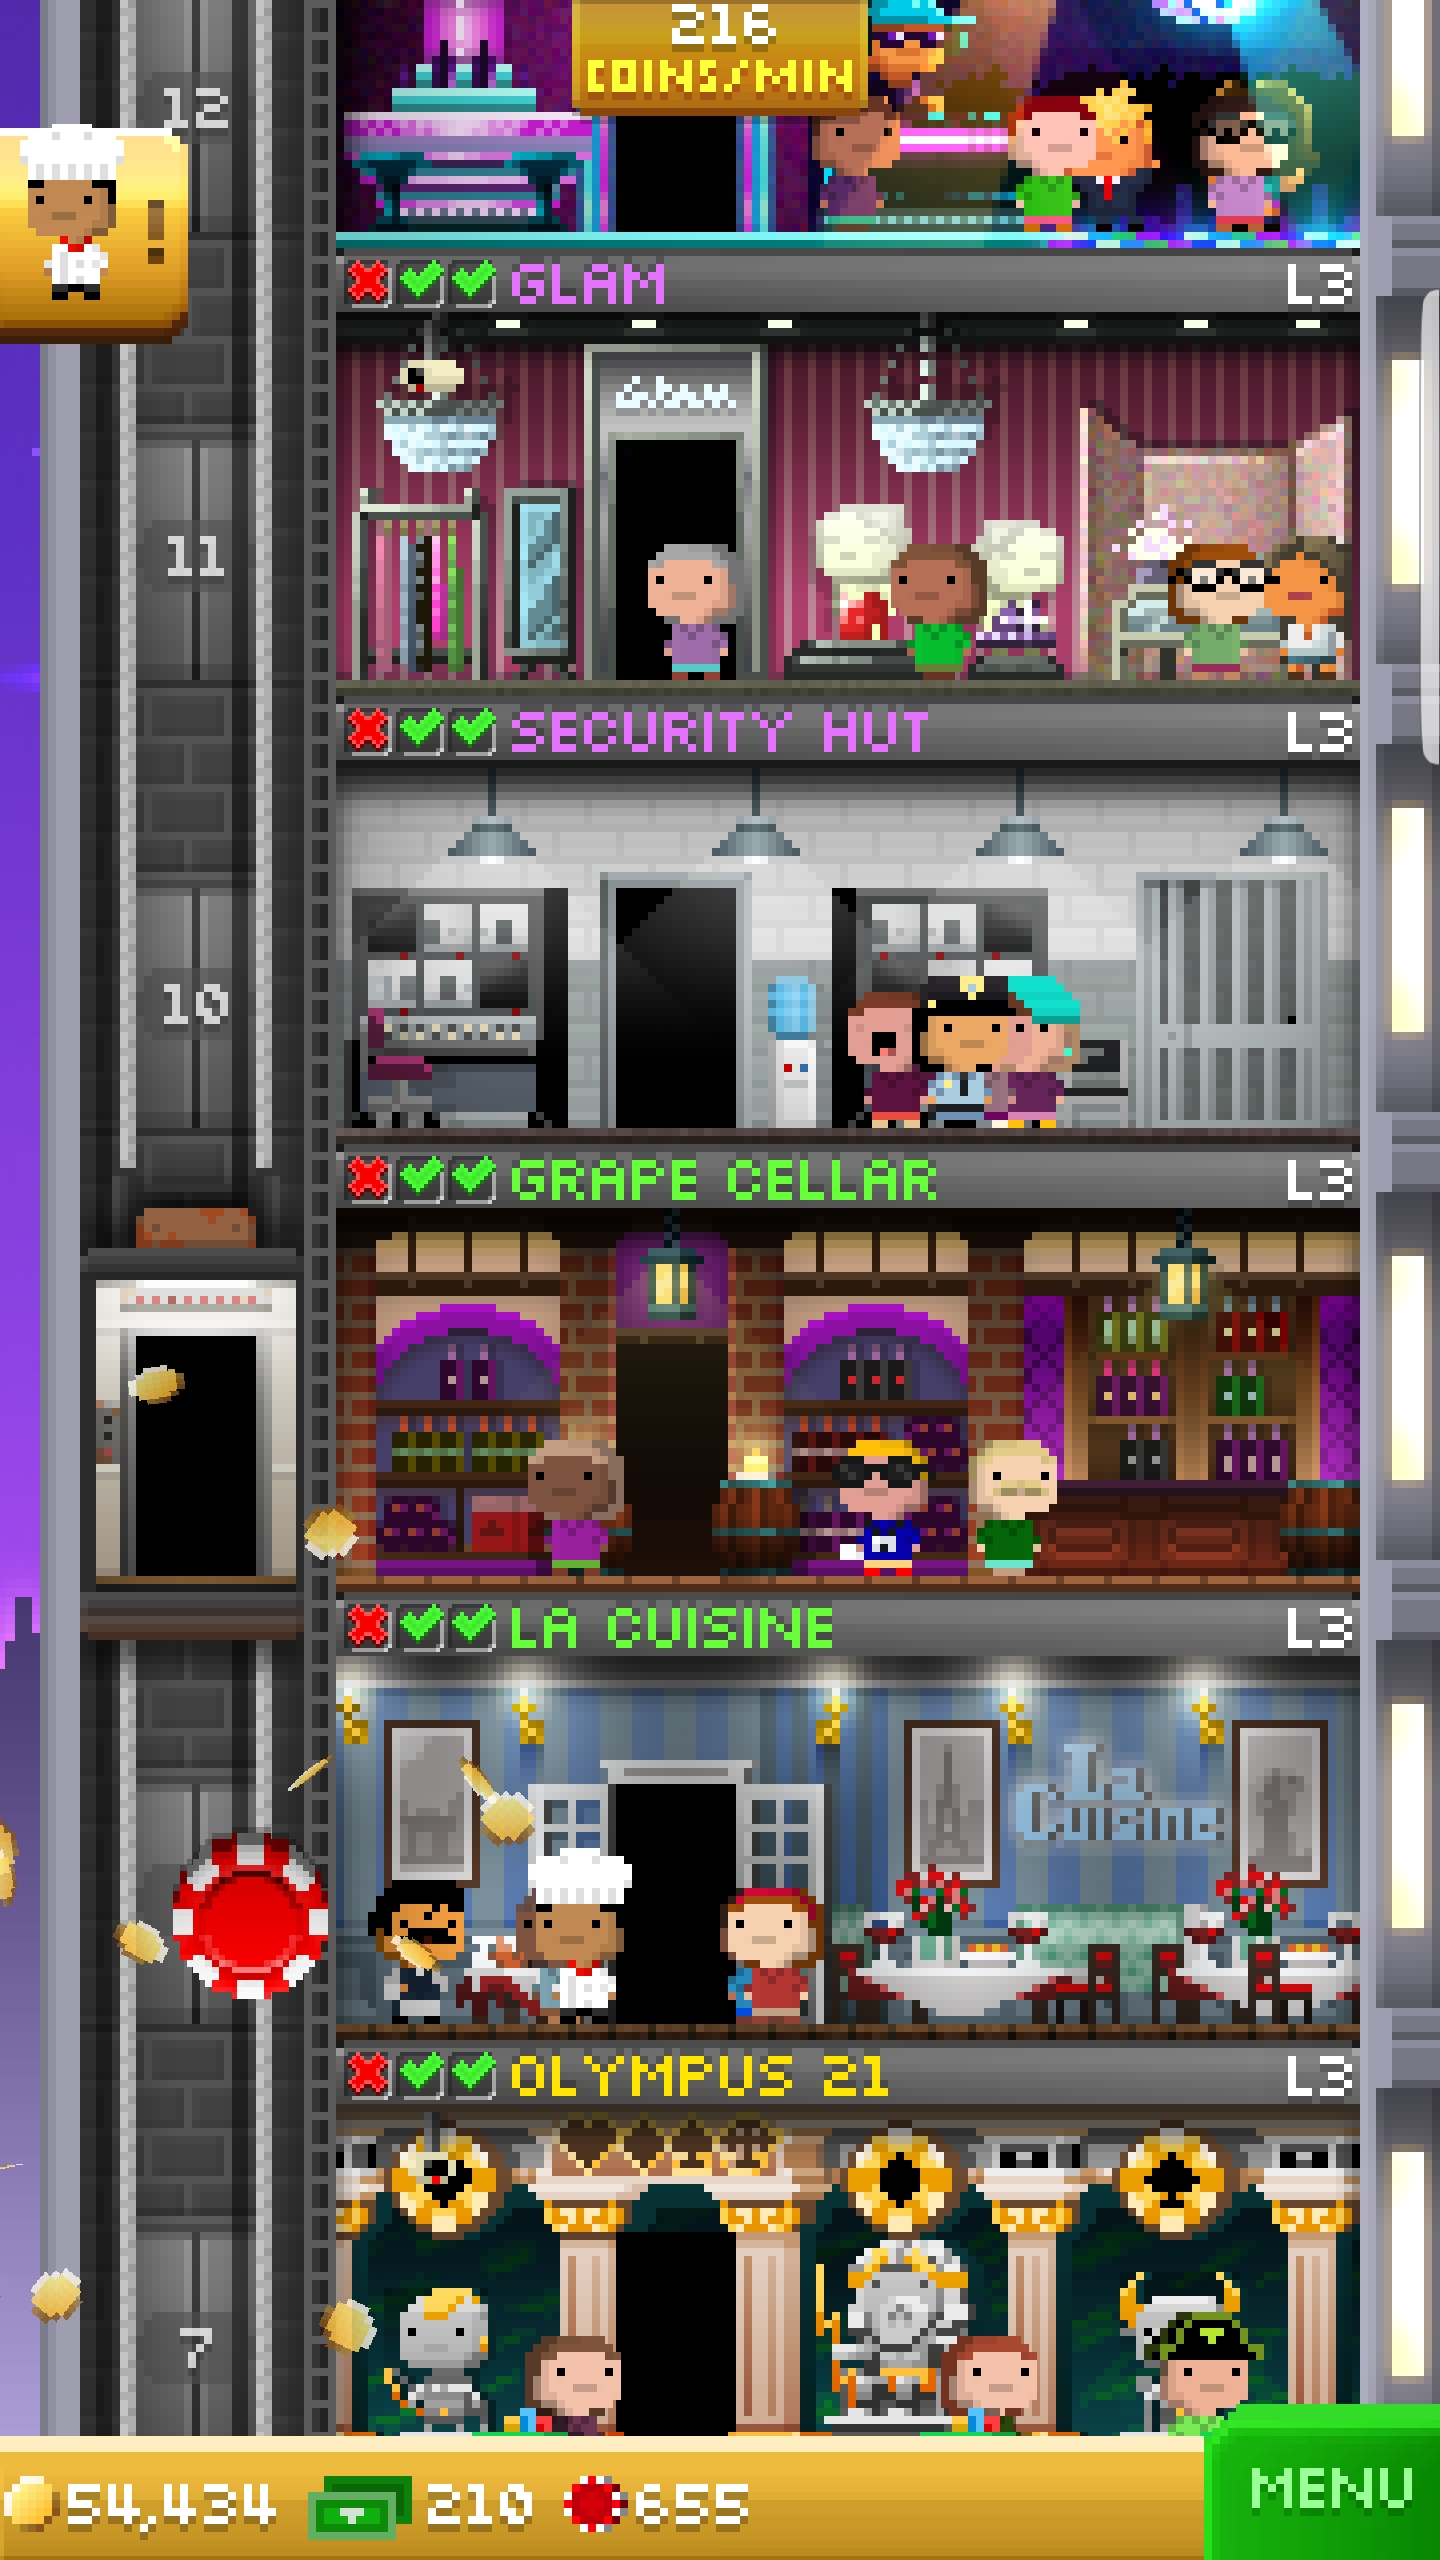 216
COINS/MIN
12
!
GLAM L3
Glam
11
SECURITY HUT L3
10
GRAPE CELLAR L3
LA CUISINE L3
La
Cuisine
OLYMPUS 21 L3
7
54,434 210 655
MENU